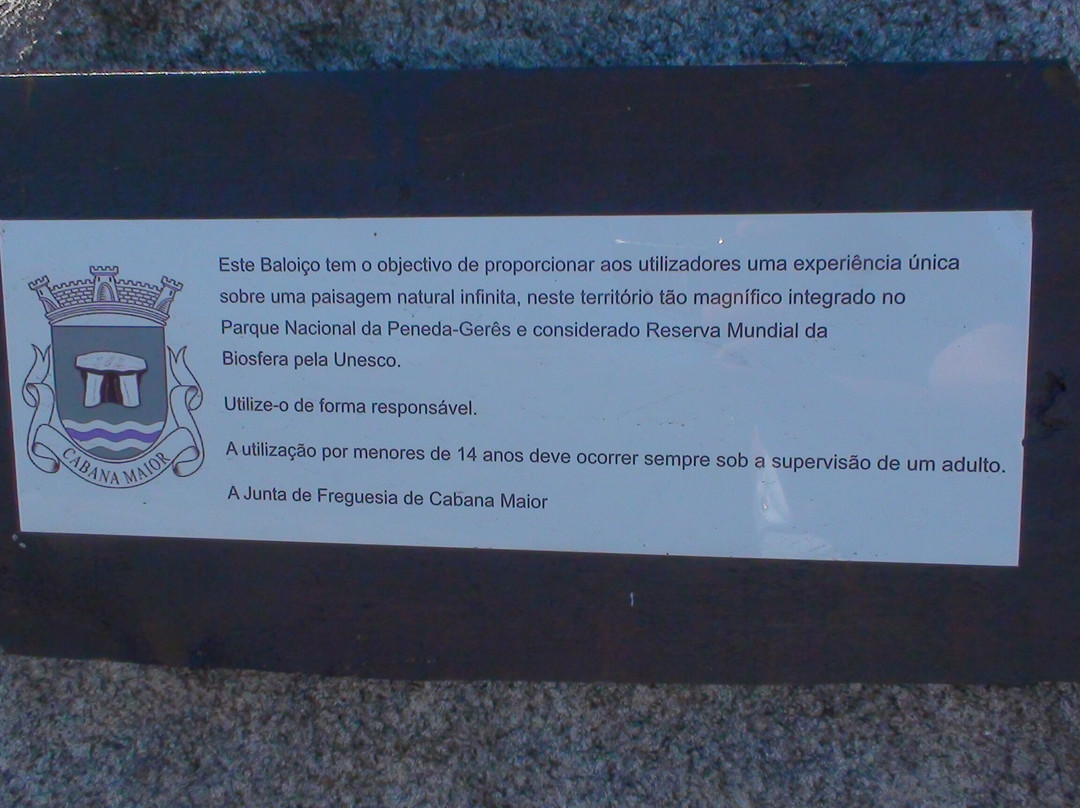 Este Baloiço tem o objectivo de proporcionar aos utilizadores uma experiência única
sobre uma paisagem natural infinita, neste território tão magnífico integrado no
Parque Nacional da Peneda-Gerês e considerado Reserva Mundial da
Biosfera pela Unesco.
Utilize-o de forma responsável.
A utilização por menores de 14 anos deve ocorrer sempre sob a supervisão de um adulto.
A Junta de Freguesia de Cabana Maior
CABANA MAIOR